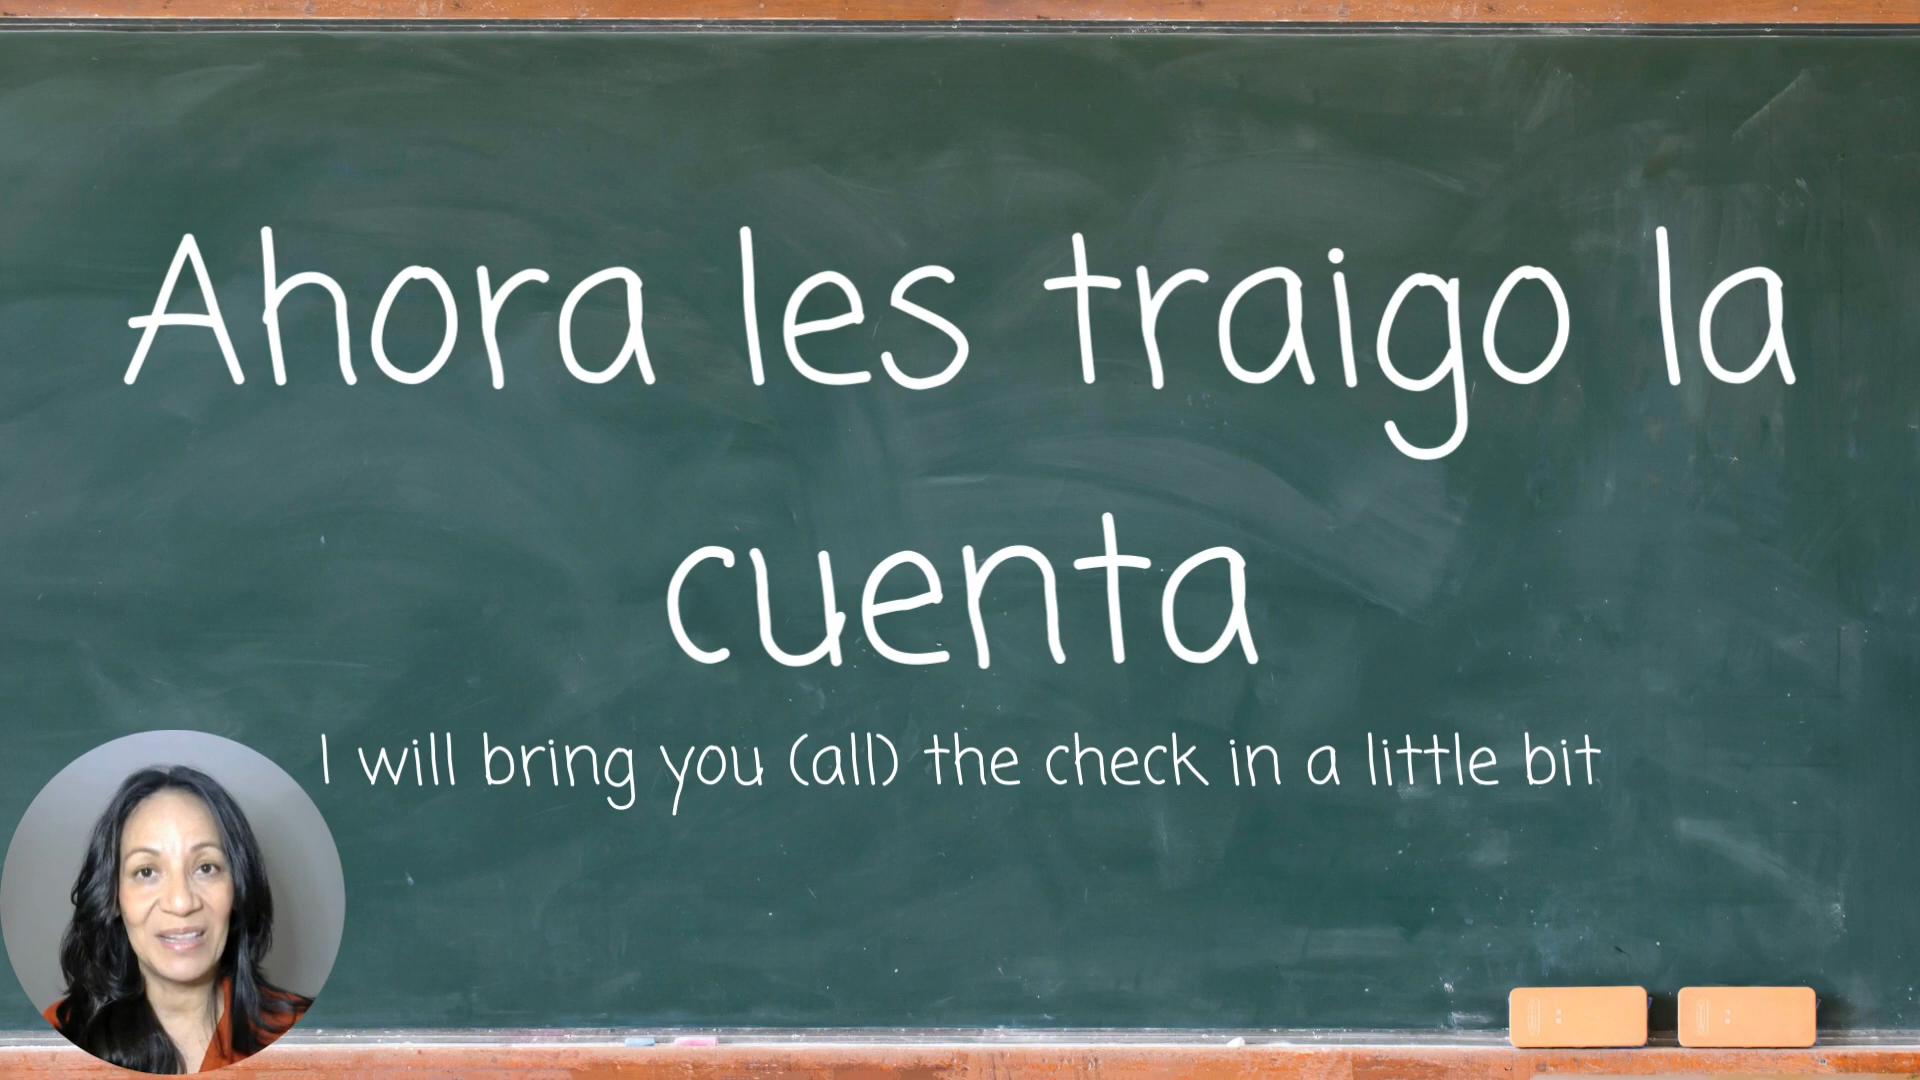 Ahora les traigo la
cuenta
I will bring you (all) the check in a little bit